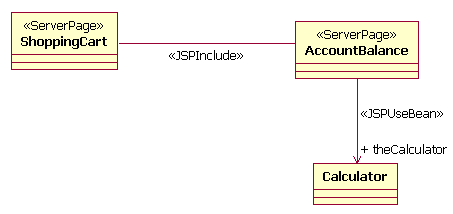 «ServerPage»
ShoppingCart
«JSPInclude»
«ServerPage»
AccountBalance
«JSPUseBean»
+ theCalculator
Calculator